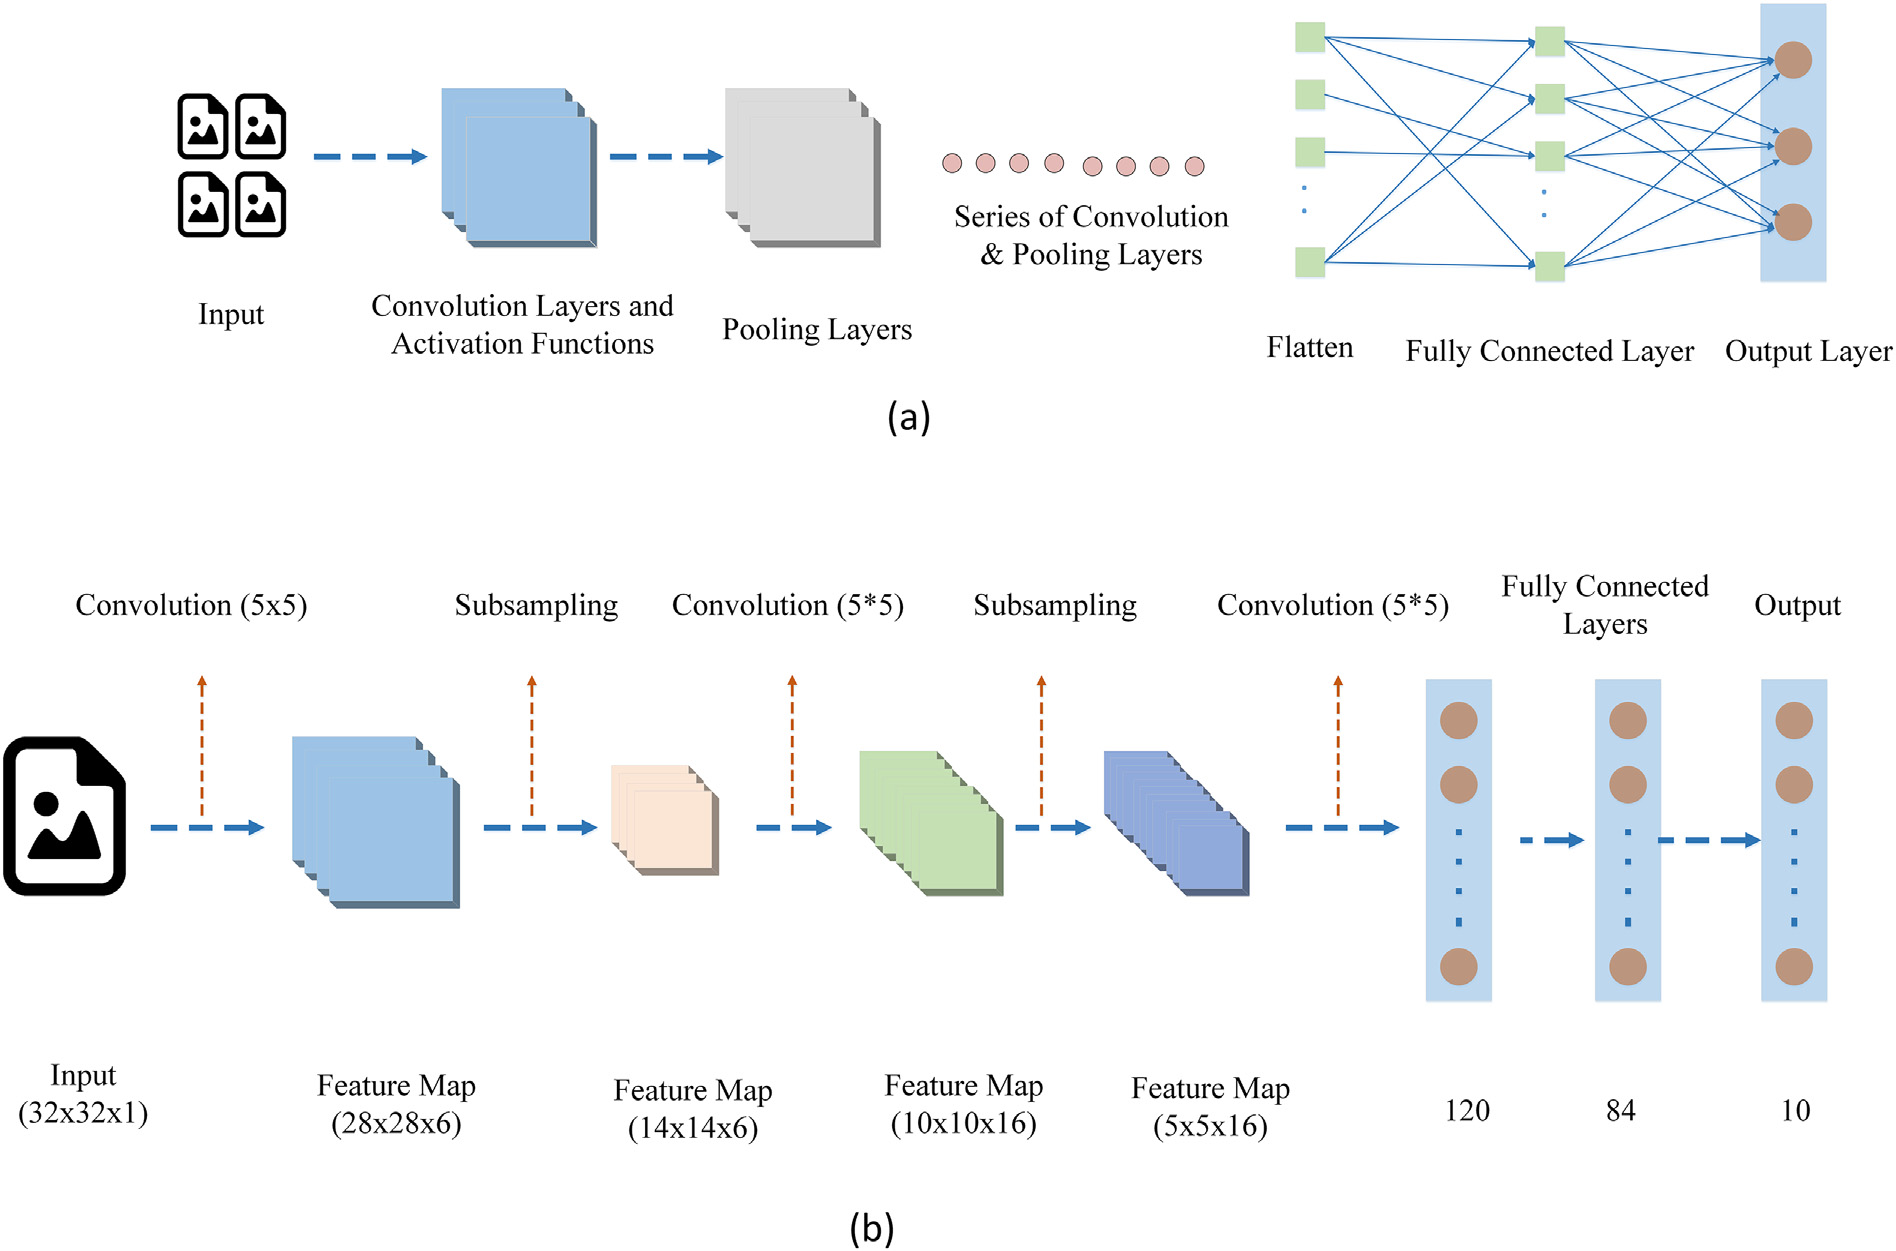 Input
Convolution Layers and
Activation Functions
Pooling Layers
Series of Convolution
& Pooling Layers
Flatten
Fully Connected Layer
Output Layer
(a)
Convolution (5x5)
Subsampling
Convolution (5*5)
Subsampling
Convolution (5*5)
Fully Connected
Layers
Output
Input
(32x32x1)
Feature Map
(28x28x6)
Feature Map
(14x14x6)
Feature Map
(10x10x16)
Feature Map
(5x5x16)
120
84
10
(b)